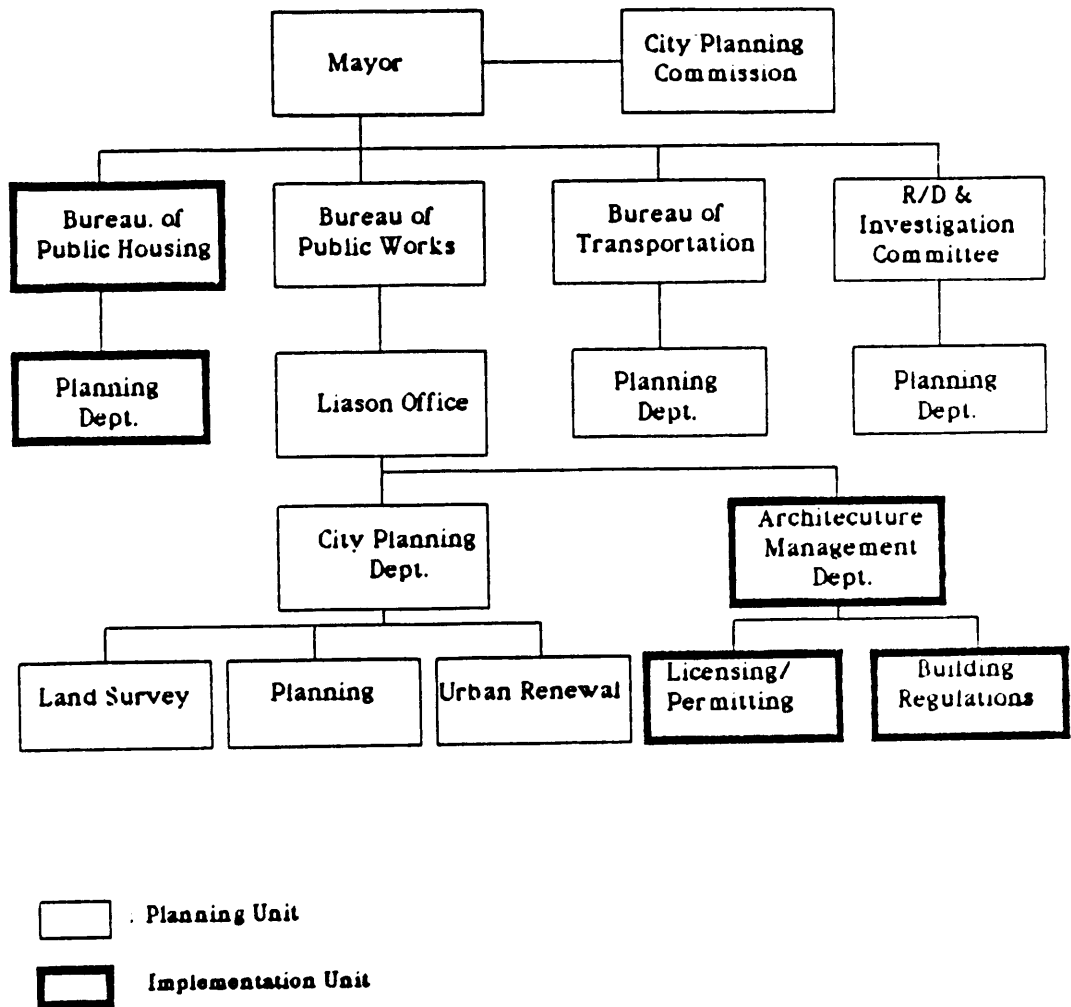 Mayor
City Planning
Commission
Bureau. of
Public Housing
Bureau of
Public Works
Bureau of
Transportation
R/D &
Investigation
Committee
Planning
Dept.
Liason Office
Planning
Dept.
Planning
Dept.
City Planning
Dept.
Architecuture
Management
Dept.
Land Survey
Planning
Urban Renewal
Licensing/
Permitting
Building
Regulations
Planning Unit
Implementation Unit